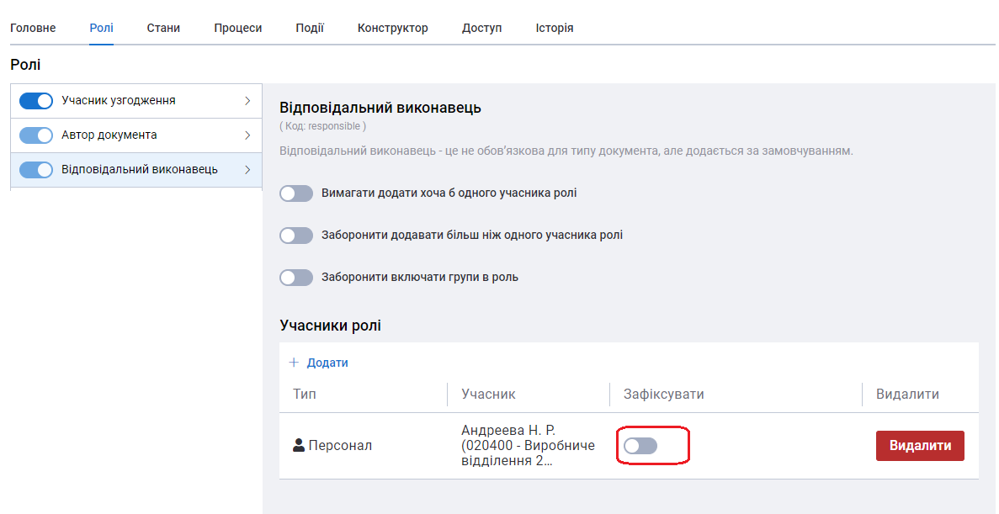 Головне Ролі Стани Процеси Події Конструктор Доступ Історія
Ролі
Учасник узгодження
Автор документа
Відповідальний виконавець
Відповідальний виконавець
( Код: responsible )
Відповідальний виконавець - це не обов’язкова для типу документа, але додається за замовчуванням.
Вимагати додати хоча б одного учасника ролі
Заборонити додавати більш ніж одного учасника ролі
Заборонити включати групи в роль
Учасники ролі
+ Додати
Тип Учасник Зафіксувати Видалити
Персонал
Андреева Н. Р.
(020400 - Виробниче
відділення 2...
Видалити